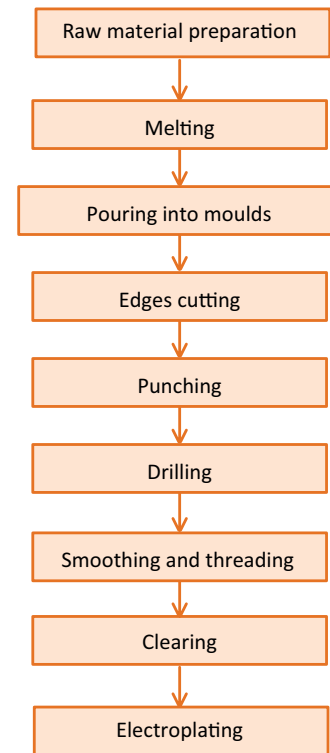 Raw material preparation
Melting
Pouring into moulds
Edges cutting
Punching
Drilling
Smoothing and threading
Clearing
Electroplating